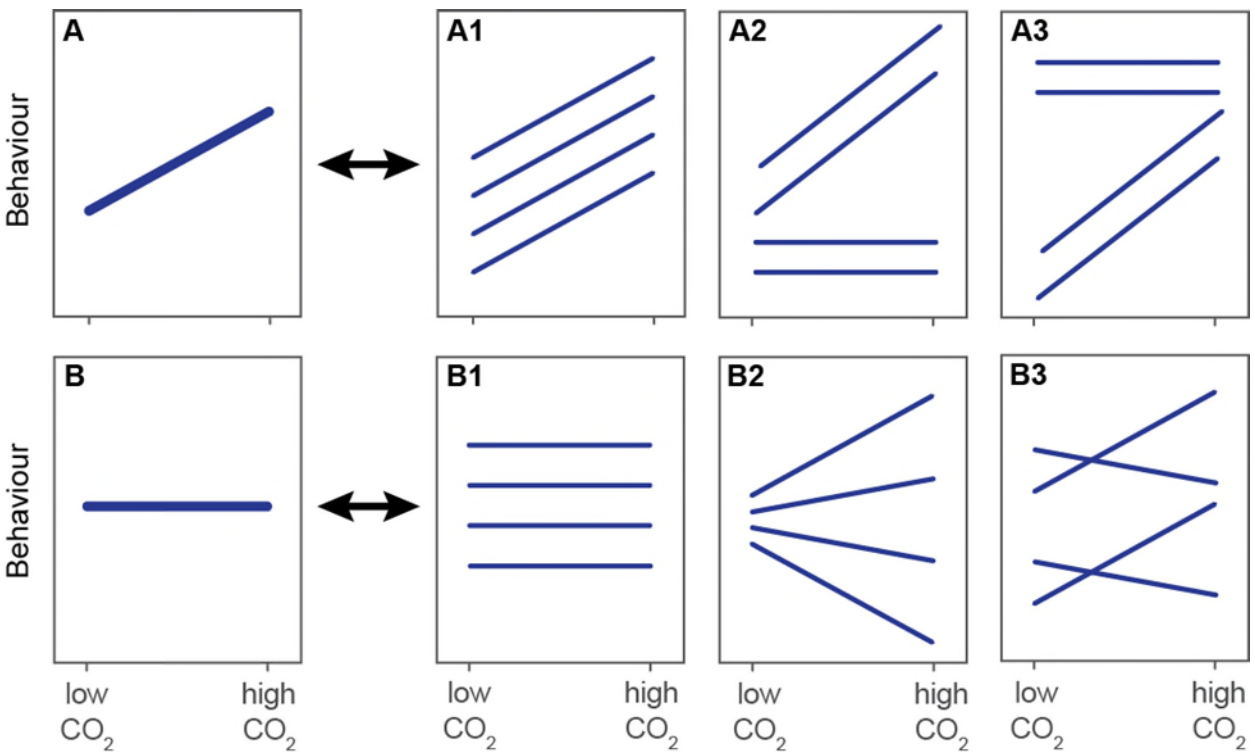 A
A1
A2
A3
Behaviour
B
B1
B2
B3
Behaviour
low high low high low high low high
CO₂ CO₂ CO₂ CO₂ CO₂ CO₂ CO₂ CO₂